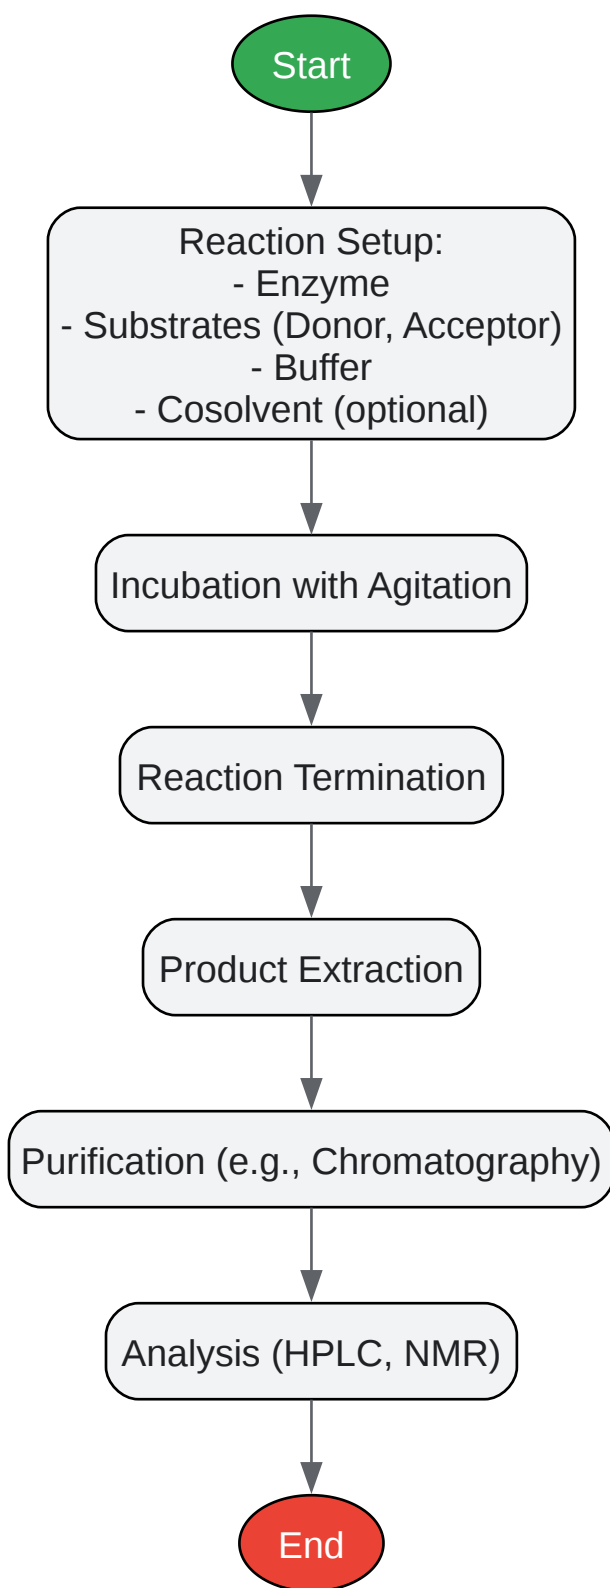 Start
Reaction Setup:
- Enzyme
- Substrates (Donor, Acceptor)
- Buffer
- Cosolvent (optional)
Incubation with Agitation
Reaction Termination
Product Extraction
Purification (e.g., Chromatography)
Analysis (HPLC, NMR)
End